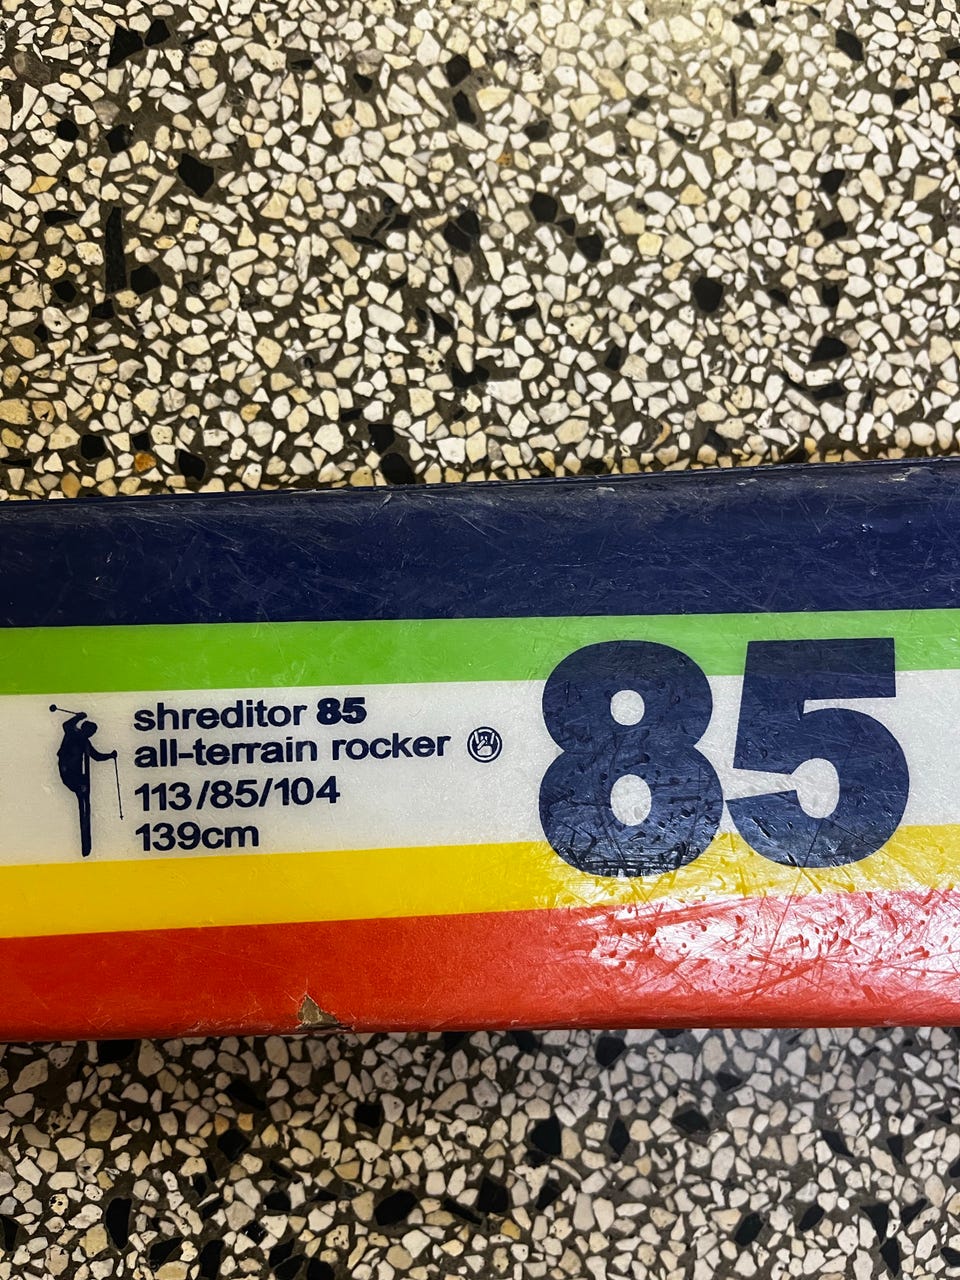 shreditor 85
all-terrain rocker
113/85/104
139cm
85